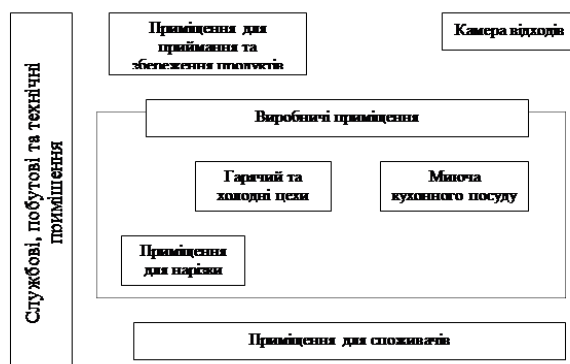 Службові, побутові та технічні
приміщення
Приміщення для
приймання та
збереження продуктів
Камера відходів
Виробничі приміщення
Гарячий та
холодні цехи
Миюча
кухонного посуду
Приміщення
для нарізки
Приміщення для споживачів